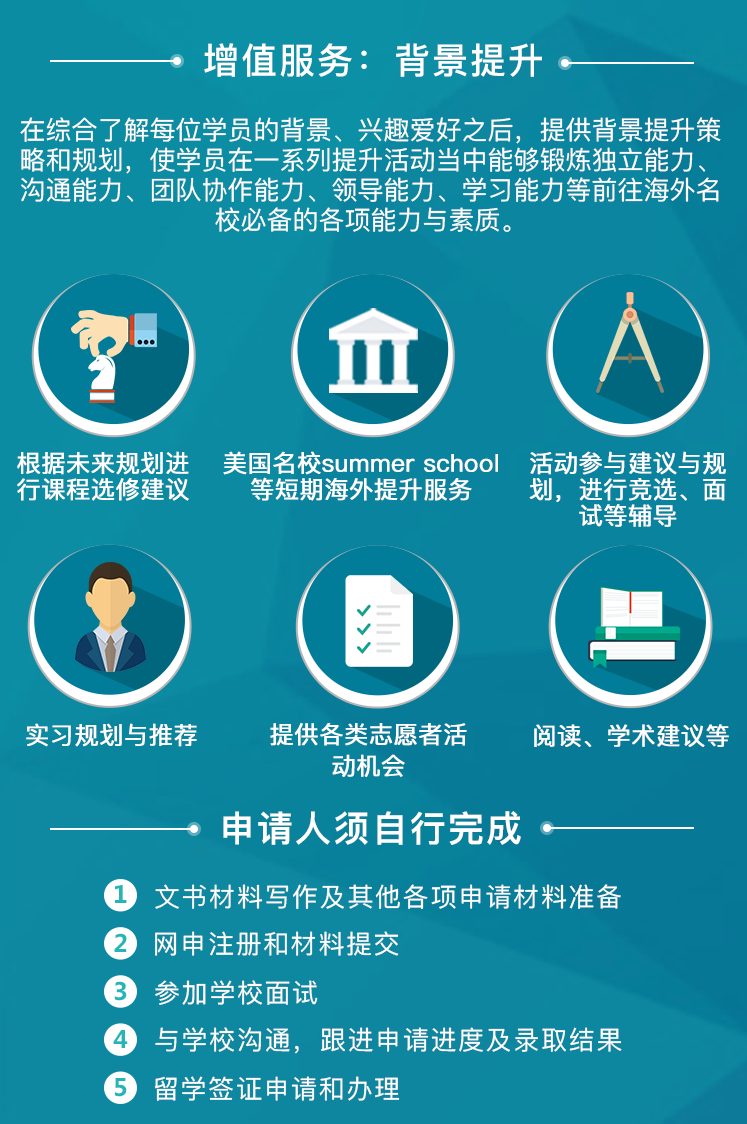 增值服务：背景提升
在综合了解每位学员的背景、兴趣爱好之后，提供背景提升策
略和规划，使学员在一系列提升活动当中能够锻炼独立能力、
沟通能力、团队协作能力、领导能力、学习能力等前往海外名
校必备的各项能力与素质。
根据未来规划进
行课程选修建议
美国名校summer school
等短期海外提升服务
活动参与建议与规
划，进行竞选、面
试等辅导
实习规划与推荐
提供各类志愿者活
动机会
阅读、学术建议等
申请人须自行完成
1 文书材料写作及其他各项申请材料准备
2 网申注册和材料提交
3 参加学校面试
4 与学校沟通，跟进申请进度及录取结果
5 留学签证申请和办理